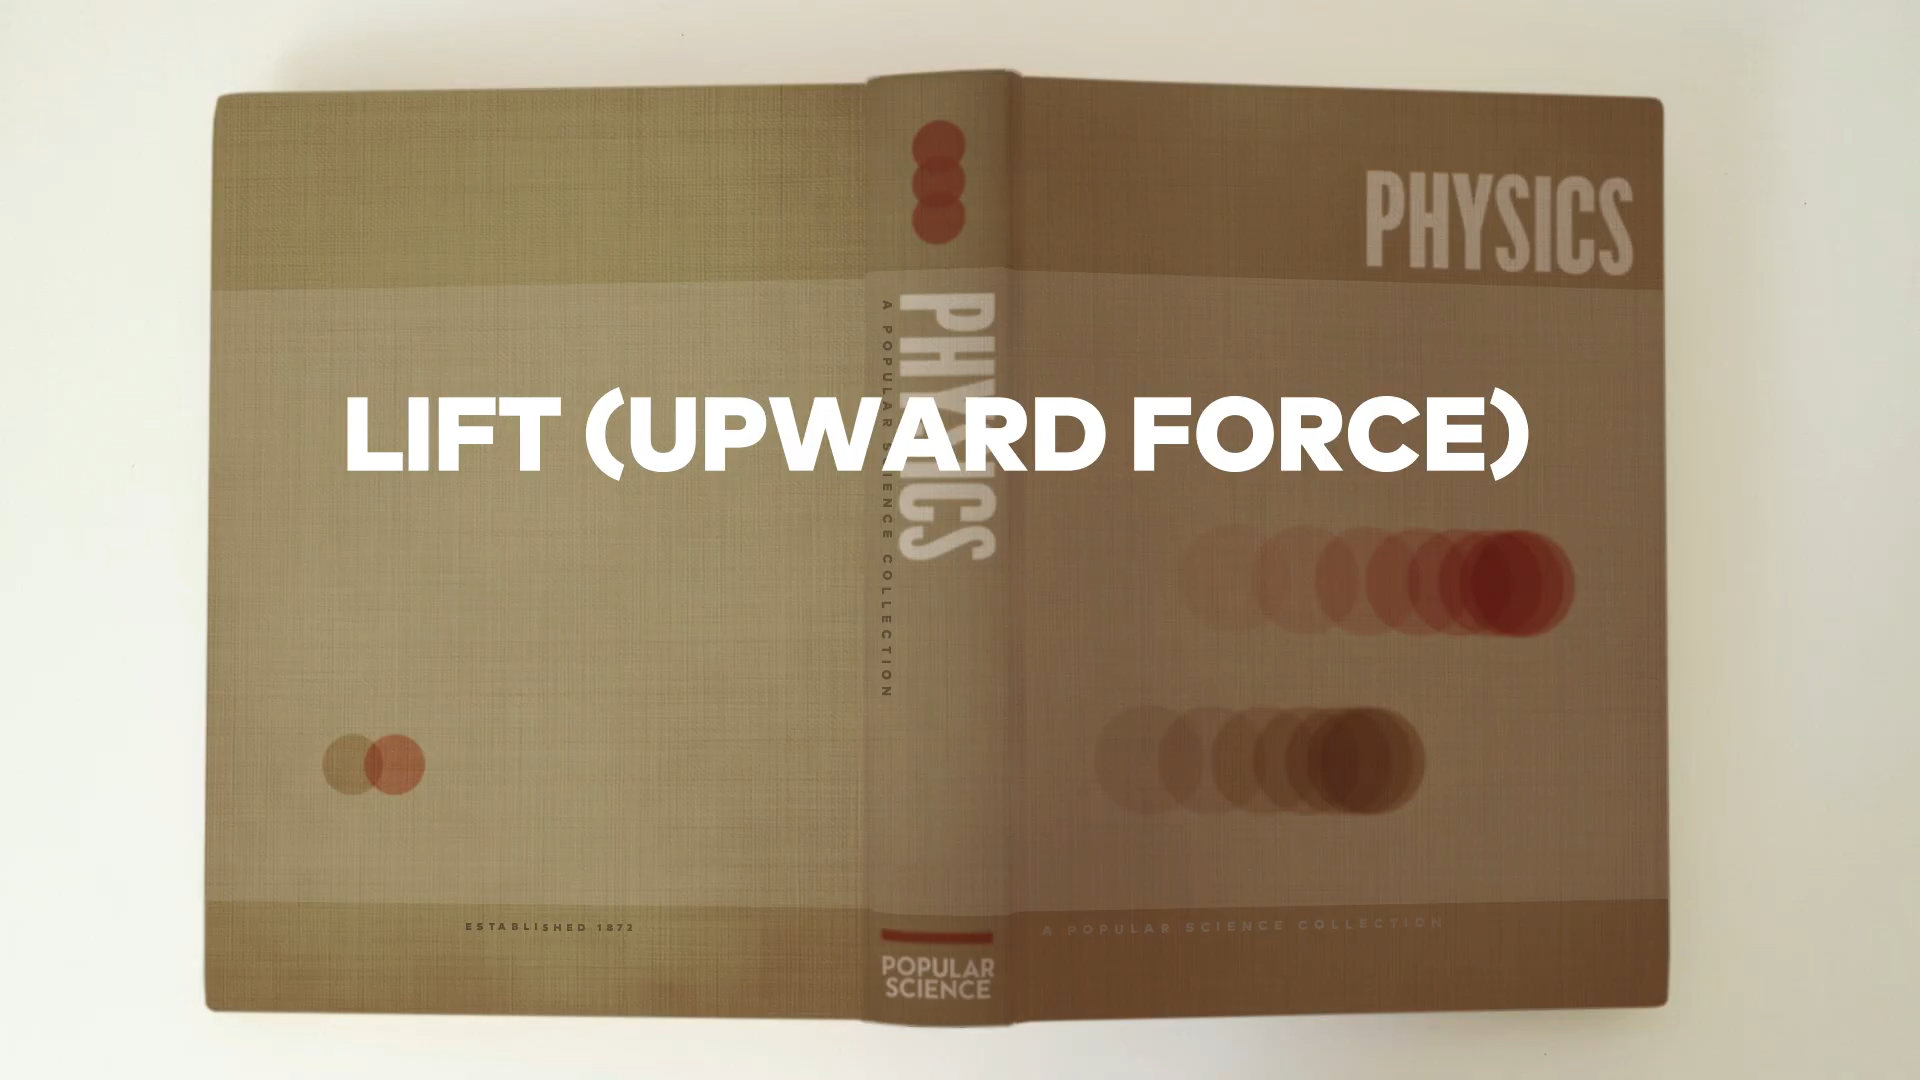 PHYSICS
PHYSICS
A POPULAR SCIENCE COLLECTION
LIFT (UPWARD FORCE)
ESTABLISHED 1872
A POPULAR SCIENCE COLLECTION
POPULAR
SCIENCE